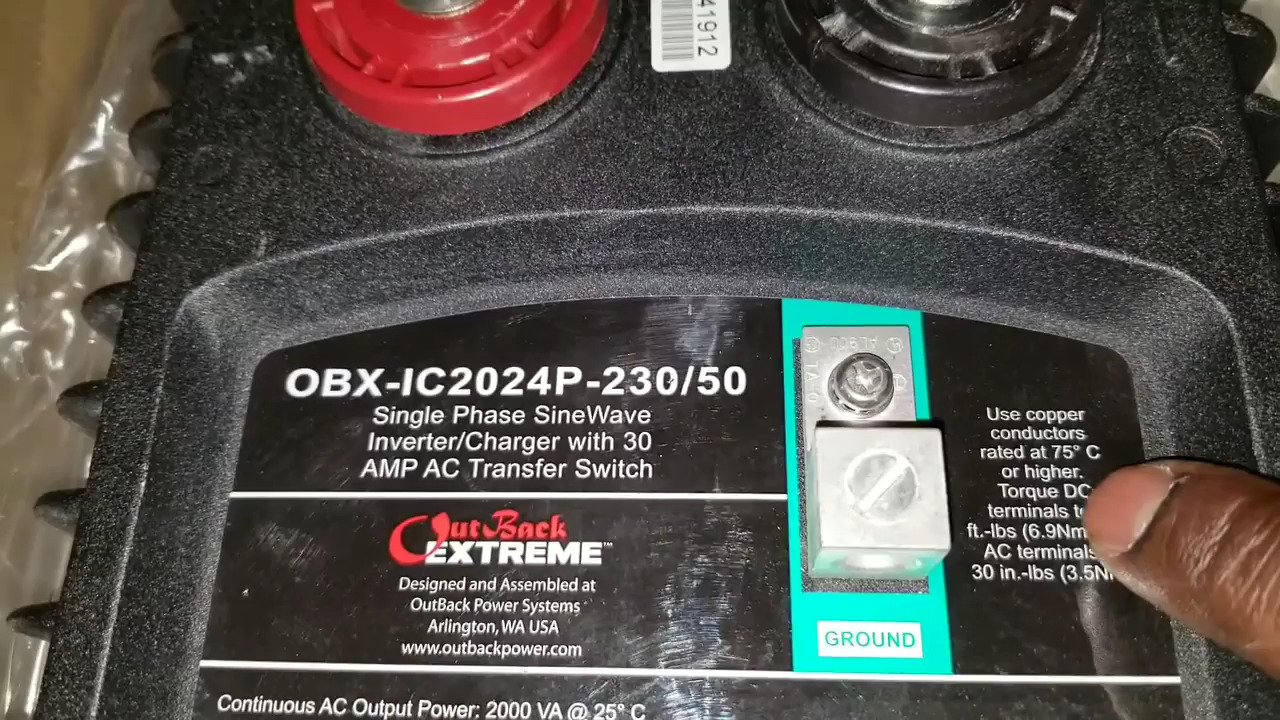 41912
OBX-IC2024P-230/50
Single Phase SineWave
Inverter/Charger with 30
AMP AC Transfer Switch
OutBack
EXTREME™
Designed and Assembled at
OutBack Power Systems
Arlington, WA USA
www.outbackpower.com
GROUND
Use copper
conductors
rated at 75° C
or higher.
Torque DC
terminals
ft.-lbs (6.9Nm
AC terminals
30 in.-lbs (3.5N
Continuous AC Output Power: 2000 VA @ 25° C